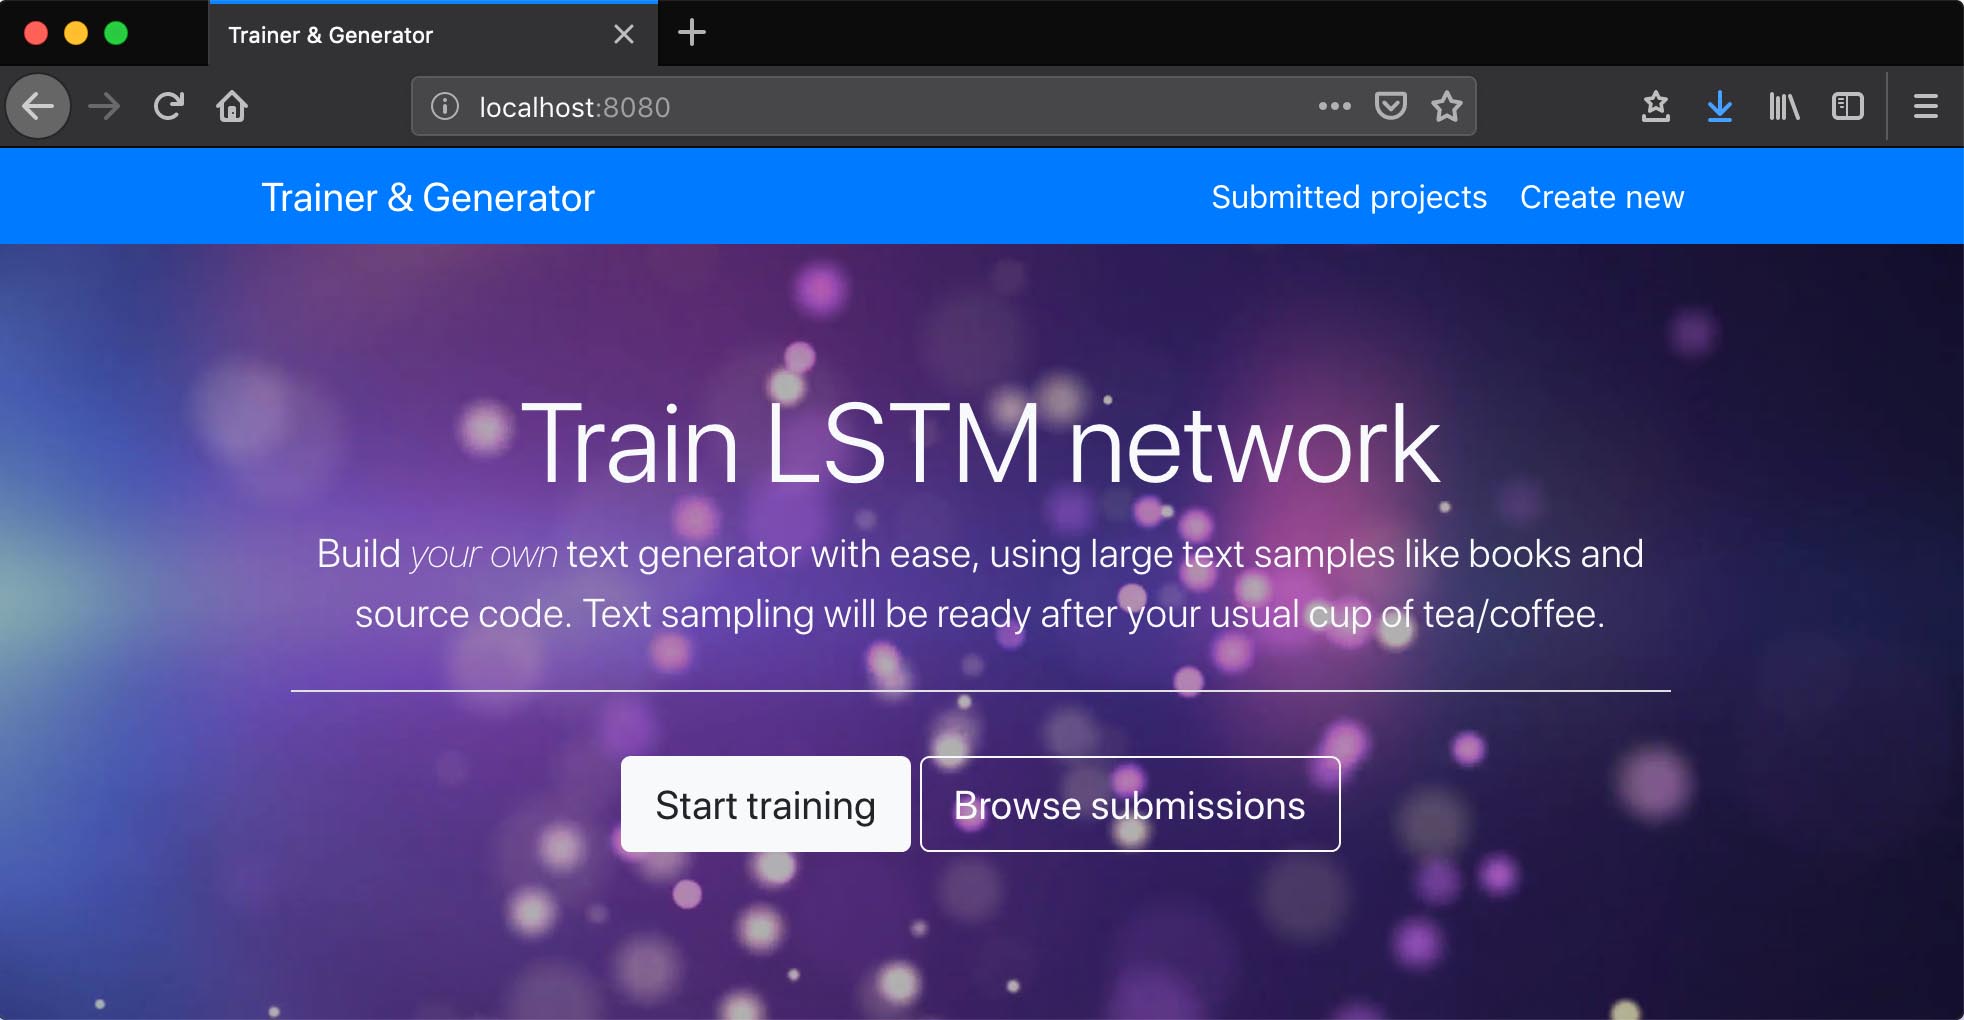 Trainer & Generator
localhost:8080
Trainer & Generator
Submitted projects
Create new
Train LSTM network
Build your own text generator with ease, using large text samples like books and
source code. Text sampling will be ready after your usual cup of tea/coffee.
Start training
Browse submissions